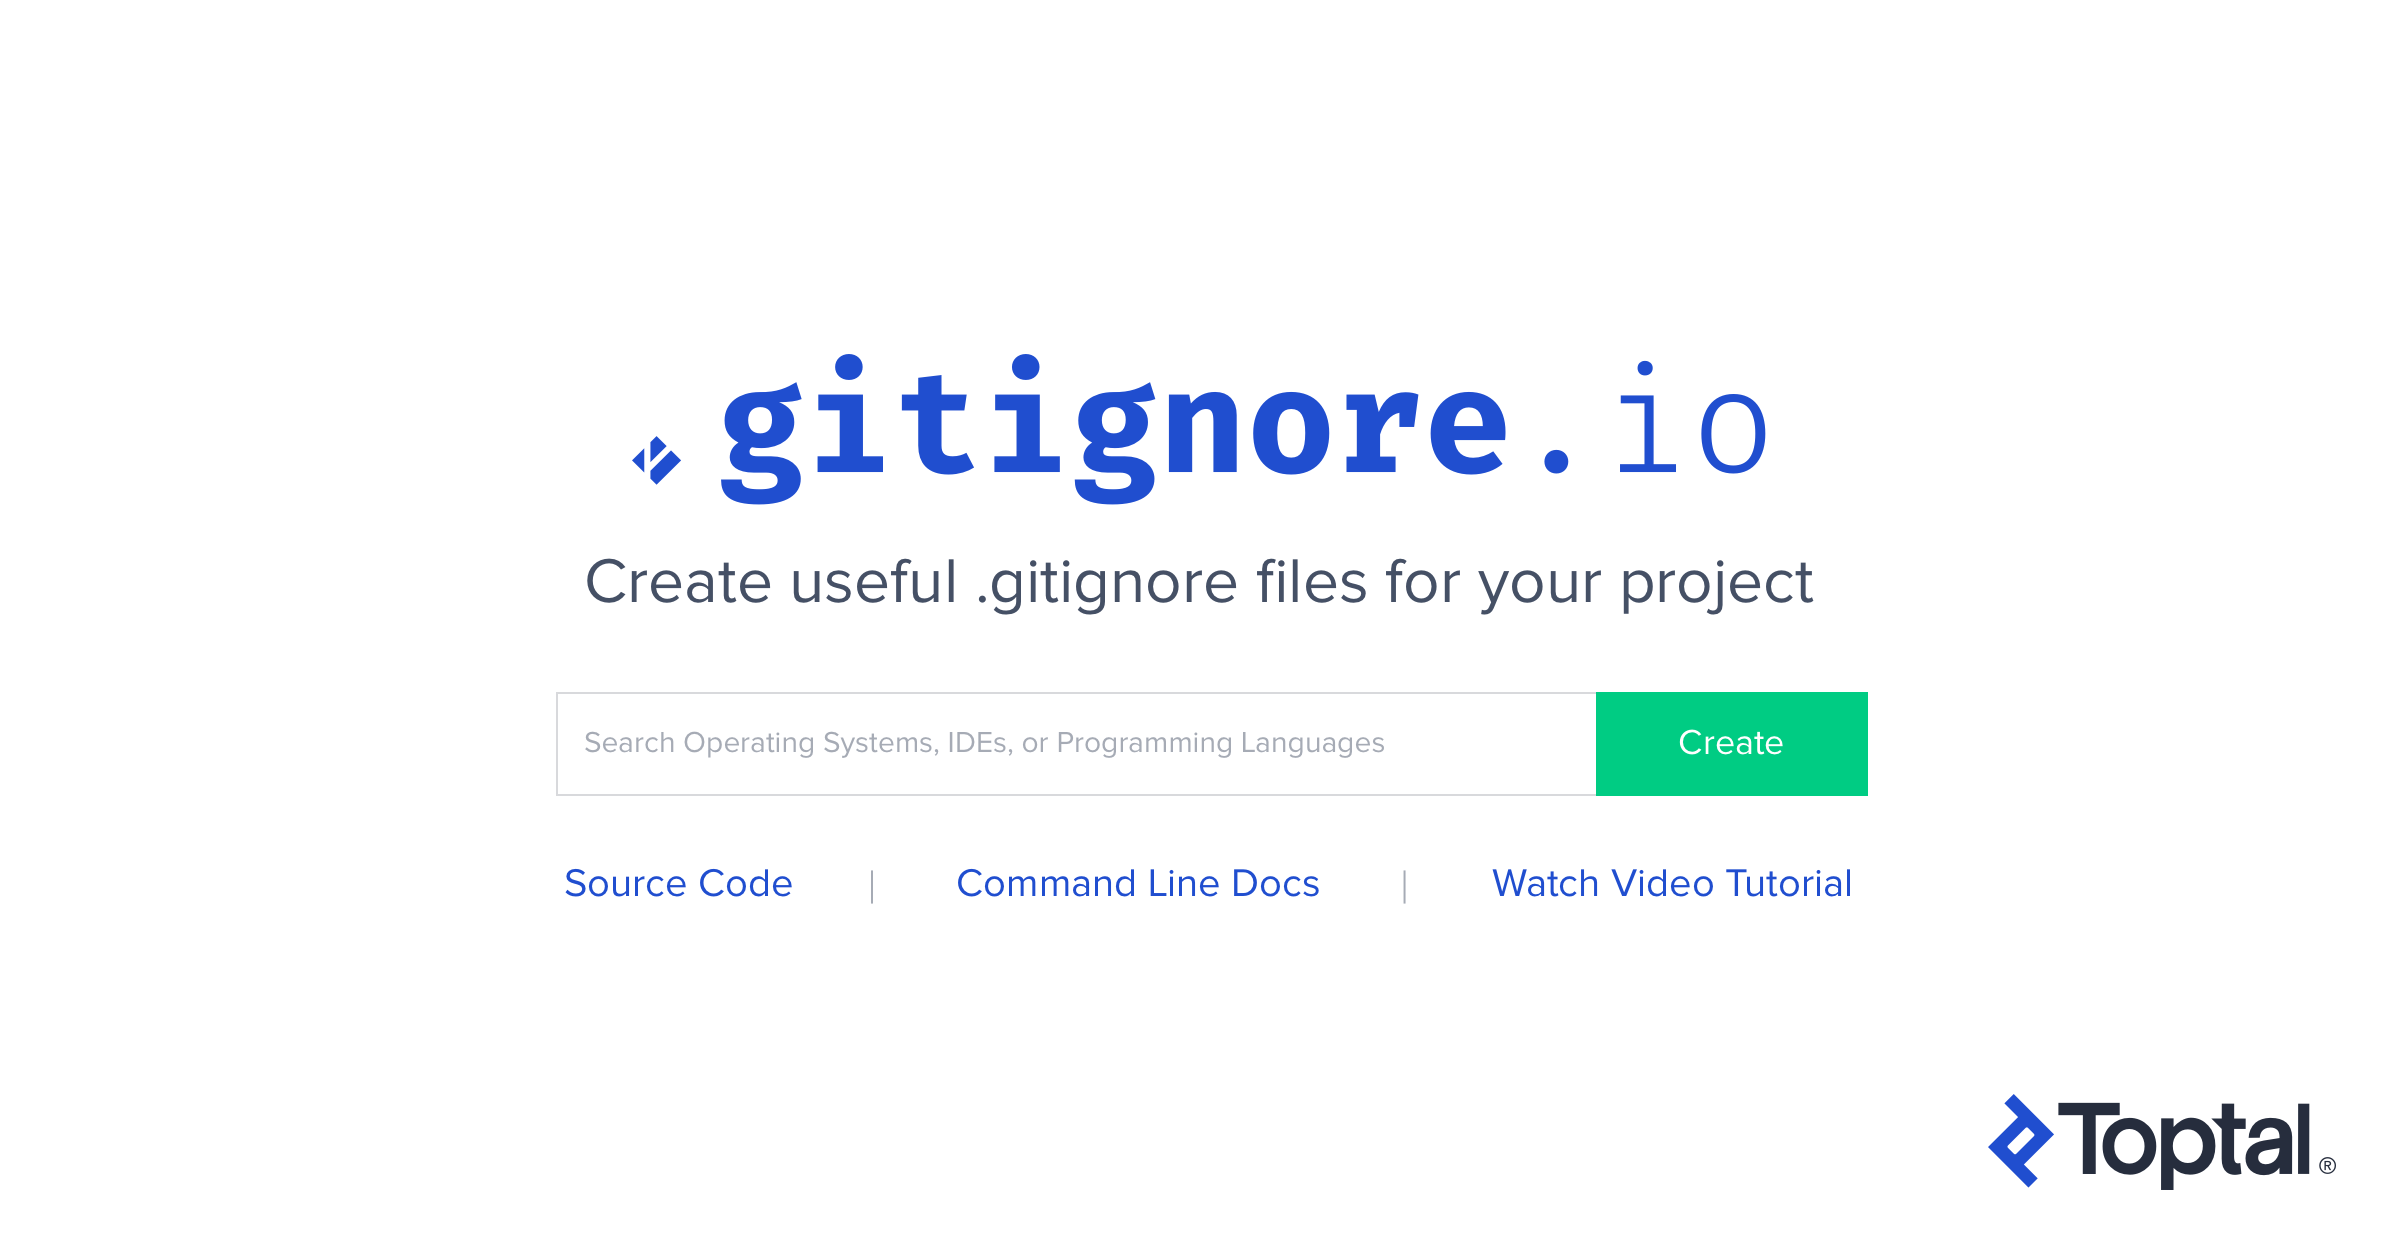 .gitignore.io
Create useful .gitignore files for your project
Search Operating Systems, IDEs, or Programming Languages
Create
Source Code | Command Line Docs | Watch Video Tutorial
Toptal®